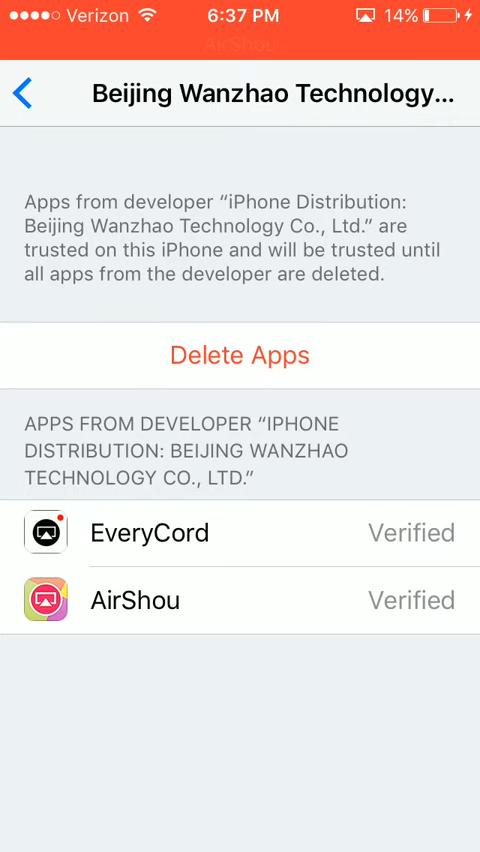 Verizon 6:37 PM 14%
AirShou
Beijing Wanzhao Technology...
Apps from developer “iPhone Distribution:
Beijing Wanzhao Technology Co., Ltd.” are
trusted on this iPhone and will be trusted until
all apps from the developer are deleted.
Delete Apps
APPS FROM DEVELOPER “IPHONE
DISTRIBUTION: BEIJING WANZHAO
TECHNOLOGY CO., LTD.”
EveryCord Verified
AirShou Verified